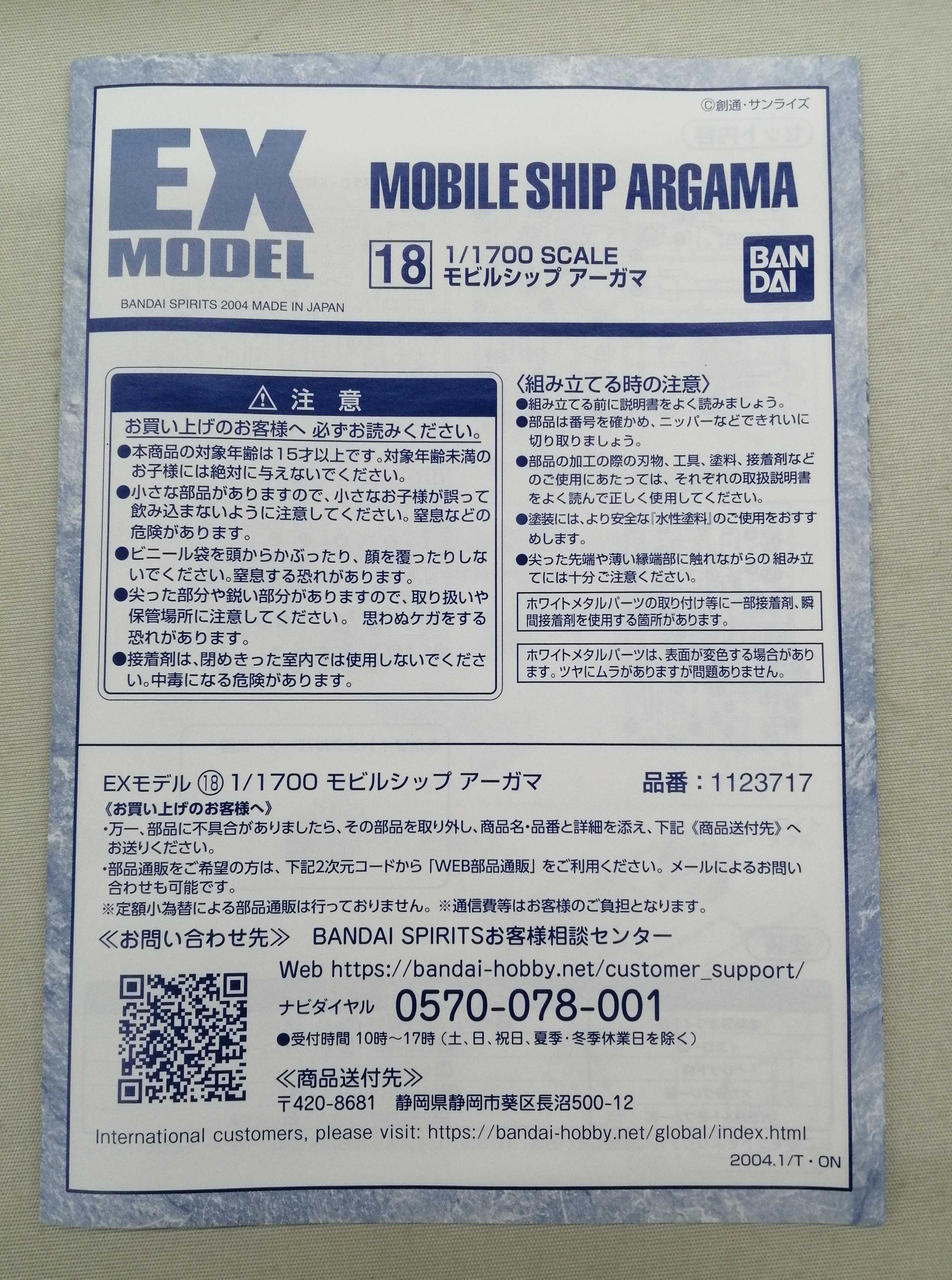 ©創通・サンライズ
EX
MODEL
MOBILE SHIP ARGAMA
18
1/1700 SCALE
モビルシップ アーガマ
BAN
DAI
BANDAI SPIRITS 2004 MADE IN JAPAN
注 意
お買い上げのお客様へ 必ずお読みください。
●本商品の対象年齢は15才以上です。対象年齢未満の
お子様には絶対に与えないでください。
●小さな部品がありますので、小さなお子様が誤って
飲み込まないように注意してください。窒息などの
危険があります。
●ビニール袋を頭からかぶったり、顔を覆ったりしな
いでください。窒息する恐れがあります。
●尖った部分や鋭い部分がありますので、取り扱いや
保管場所に注意してください。 思わぬケガをする
恐れがあります。
●接着剤は、閉めきった室内では使用しないでくださ
い。中毒になる危険があります。
〈組み立てる時の注意〉
●組み立てる前に説明書をよく読みましょう。
●部品は番号を確かめ、ニッパーなどできれいに
切り取りましょう。
●部品の加工の際の刃物、工具、塗料、接着剤など
のご使用にあたっては、それぞれの取扱説明書
をよく読んで正しく使用してください。
●塗装には、より安全な『水性塗料』のご使用をおすす
めします。
●尖った先端や薄い縁端部に触れながらの 組み立
てには十分ご注意ください。
ホワイトメタルパーツの取り付け等に一部接着剤、瞬
間接着剤を使用する箇所があります。
ホワイトメタルパーツは、表面が変色する場合があり
ます。ツヤにムラがありますが問題ありません。
EXモデル ⑱ 1/1700 モビルシップ アーガマ
品番：1123717
《お買い上げのお客様へ》
・万一、部品に不具合がありましたら、その部品を取り外し、商品名・品番と詳細を添え、下記《商品送付先》へ
お送りください。
・部品通販をご希望の方は、下記2次元コードから「WEB部品通販」をご利用ください。メールによるお問い
合わせも可能です。
※定額小為替による部品通販は行っておりません。※通信費等はお客様のご負担となります。
≪お問い合わせ先≫ BANDAI SPIRITSお客様相談センター
Web https://bandai-hobby.net/customer_support/
ナビダイヤル 0570-078-001
●受付時間 10時〜17時（土、日、祝日、夏季・冬季休業日を除く）
≪商品送付先≫
〒420-8681 静岡県静岡市葵区長沼500-12
International customers, please visit: https://bandai-hobby.net/global/index.html
2004.1/T・ON